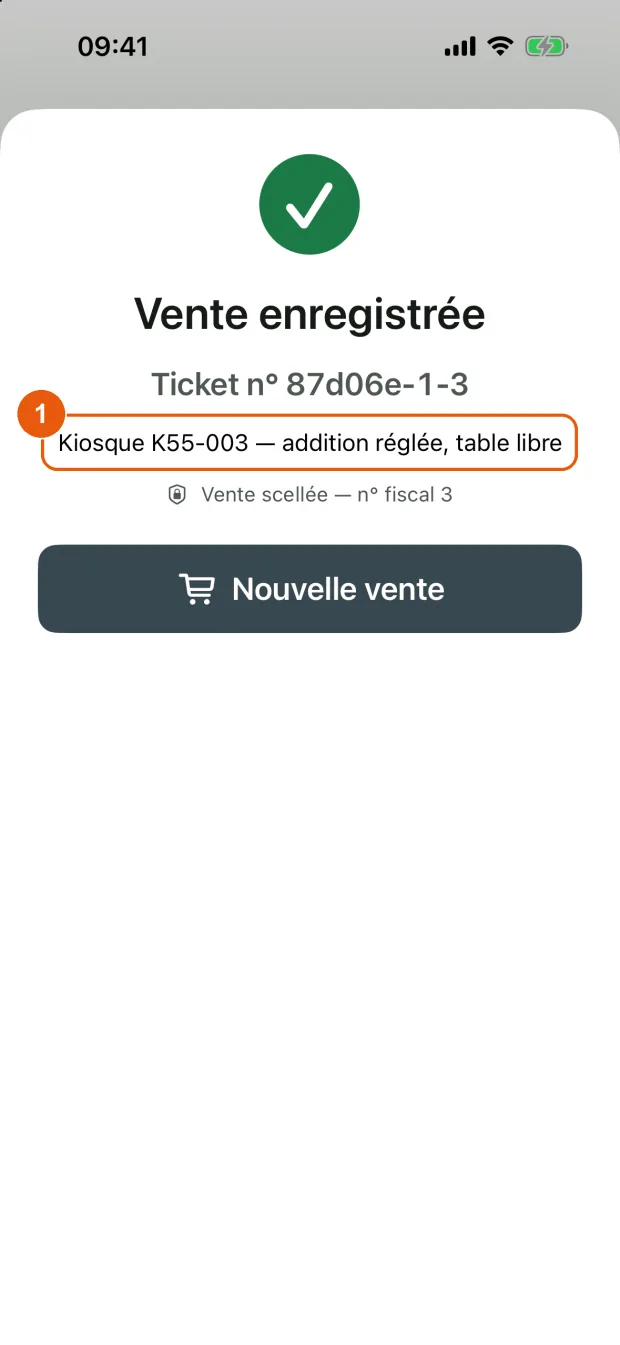 09:41
Vente enregistrée
Ticket n° 87d06e-1-3
1
Kiosque K55-003 — addition réglée, table libre
Vente scellée — n° fiscal 3
Nouvelle vente